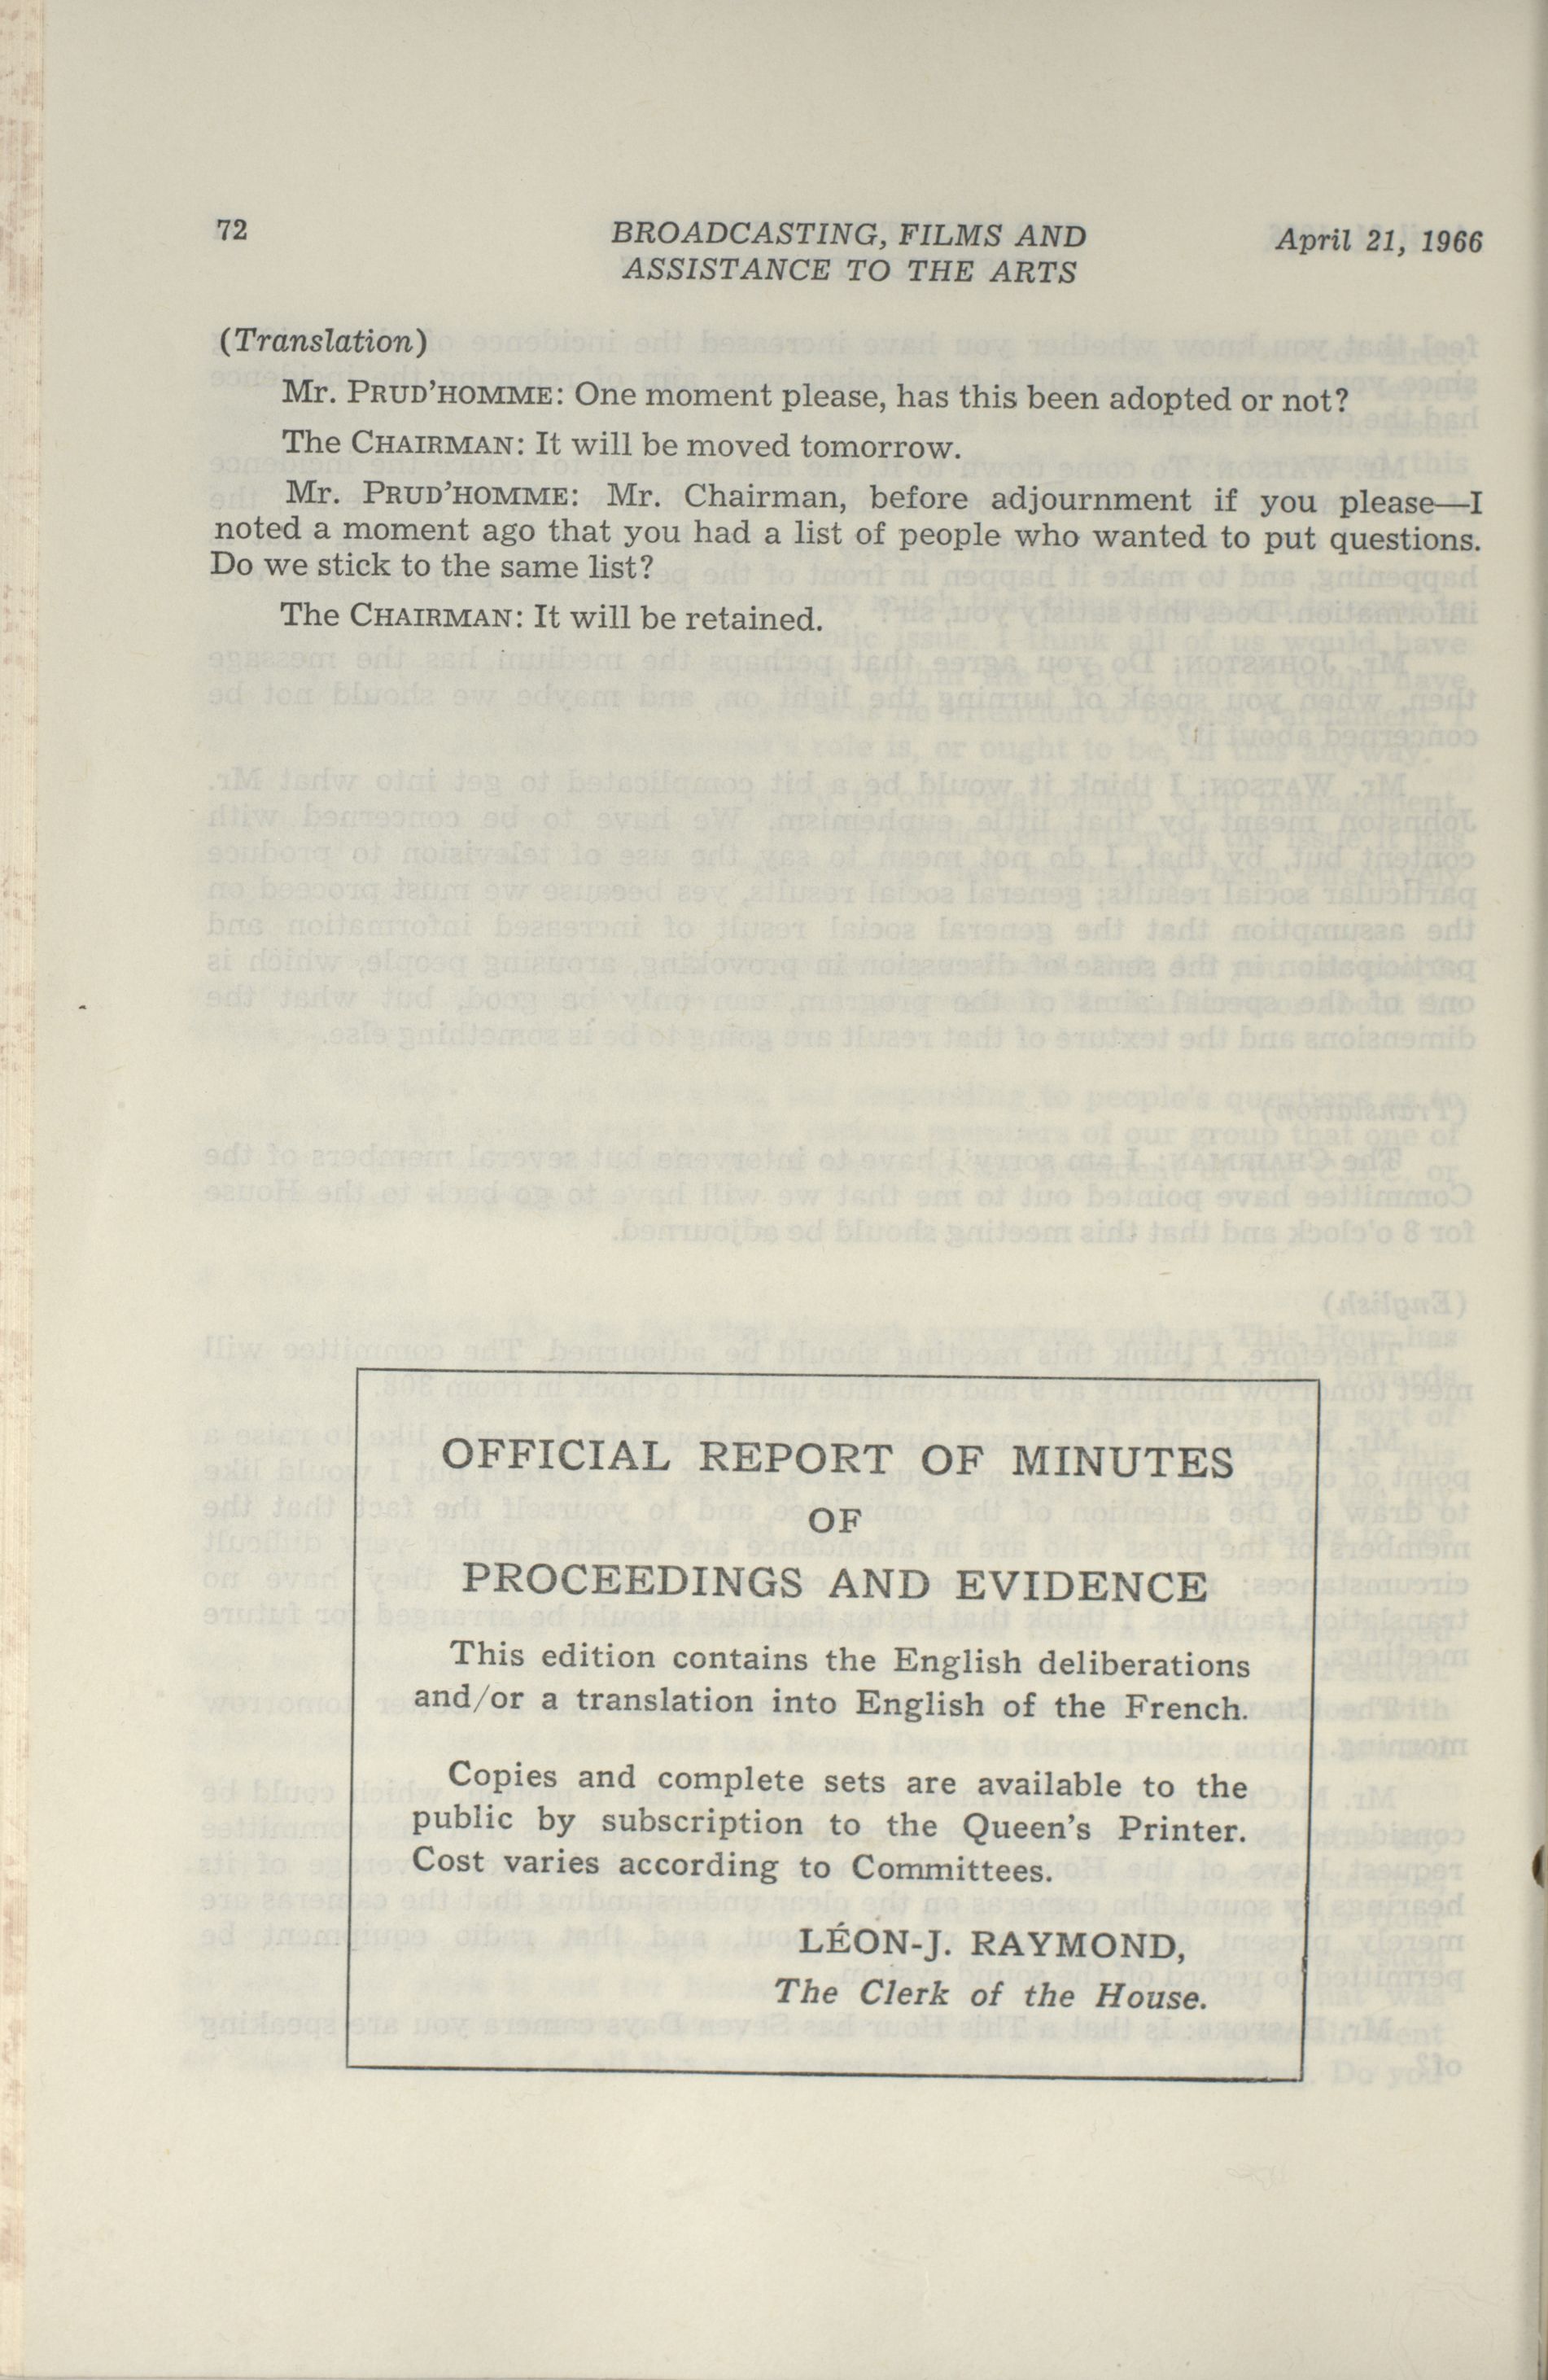 72
BROADCASTING, FILMS AND
ASSISTANCE TO THE ARTS
April 21, 1966
(Translation)
Mr. PRUD'HOMME: One moment please, has this been adopted or not?
The CHAIRMAN: It will be moved tomorrow.
Mr. PRUD'HOMME: Mr. Chairman, before adjournment if you please—I
noted a moment ago that you had a list of people who wanted to put questions.
Do we stick to the same list?
The CHAIRMAN: It will be retained.
OFFICIAL REPORT OF MINUTES
OF
PROCEEDINGS AND EVIDENCE
This edition contains the English deliberations
and/or a translation into English of the French.
Copies and complete sets are available to the
public by subscription to the Queen's Printer.
Cost varies according to Committees.
LÉON-J. RAYMOND,
The Clerk of the House.